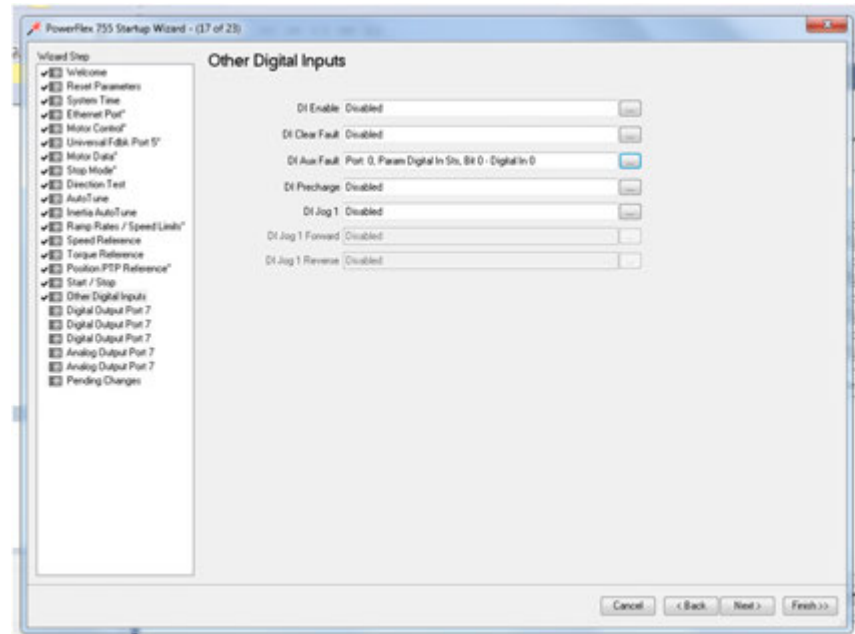 PowerFlex 755 Startup Wizard - (17 of 23)
Wizard Step
Welcome
Reset Parameters
System Time
Ethernet Port*
Motor Control*
Universal Fdbk Port 5*
Motor Data*
Stop Mode*
Direction Test
AutoTune
Inertia AutoTune
Ramp Rates / Speed Limits*
Speed Reference
Torque Reference
Position/PTP Reference*
Start / Stop
Other Digital Inputs
Digital Output Port 7
Digital Output Port 7
Digital Output Port 7
Analog Output Port 7
Analog Output Port 7
Pending Changes
Other Digital Inputs
DI Enable Disabled ...
DI Clear Fault Disabled ...
DI Aux Fault Port: 0, Param Digital In Sts, Bit 0 - Digital In 0 ...
DI Precharge Disabled ...
DI Jog 1 Disabled ...
DI Jog 1 Forward Disabled ...
DI Jog 1 Reverse Disabled ...
Cancel < Back Next > Finish >>